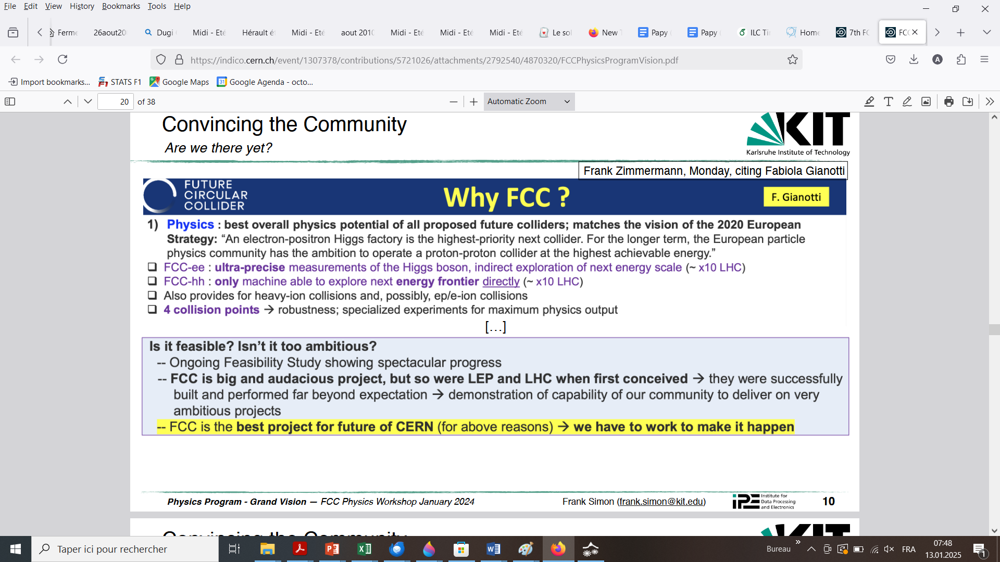 File Edit View History Bookmarks Tools Help
Ferme 26aout20 Dugi Midi - Eté Hérault ét Midi - Eté aout 2010 Midi - Eté Midi - Eté Midi - Eté Le sol New T Papy Papy ILC Ti Home 7th FC FCC
https://indico.cern.ch/event/1307378/contributions/5721026/attachments/2792540/4870320/FCCPhysicsProgramVision.pdf
A
Import bookmarks... STATS F1 Google Maps 31 Google Agenda - octo...
20 of 38 Automatic Zoom
Convincing the Community
Are we there yet?
KIT
Karlsruhe Institute of Technology
Frank Zimmermann, Monday, citing Fabiola Gianotti
FUTURE
CIRCULAR
COLLIDER
Why FCC ?
F. Gianotti
1) Physics : best overall physics potential of all proposed future colliders; matches the vision of the 2020 European
Strategy: “An electron-positron Higgs factory is the highest-priority next collider. For the longer term, the European particle
physics community has the ambition to operate a proton-proton collider at the highest achievable energy.”
❑ FCC-ee : ultra-precise measurements of the Higgs boson, indirect exploration of next energy scale (~ x10 LHC)
❑ FCC-hh : only machine able to explore next energy frontier directly (~ x10 LHC)
❑ Also provides for heavy-ion collisions and, possibly, ep/e-ion collisions
❑ 4 collision points → robustness; specialized experiments for maximum physics output
[…]
Is it feasible? Isn’t it too ambitious?
-- Ongoing Feasibility Study showing spectacular progress
-- FCC is big and audacious project, but so were LEP and LHC when first conceived → they were successfully
built and performed far beyond expectation → demonstration of capability of our community to deliver on very
ambitious projects
-- FCC is the best project for future of CERN (for above reasons) → we have to work to make it happen
Physics Program - Grand Vision — FCC Physics Workshop January 2024
Frank Simon (frank.simon@kit.edu)
iPE Institute for
Data Processing
and Electronics
10
Convincing the Community
KIT
Taper ici pour rechercher
Bureau » FRA
07:48
13.01.2025
1